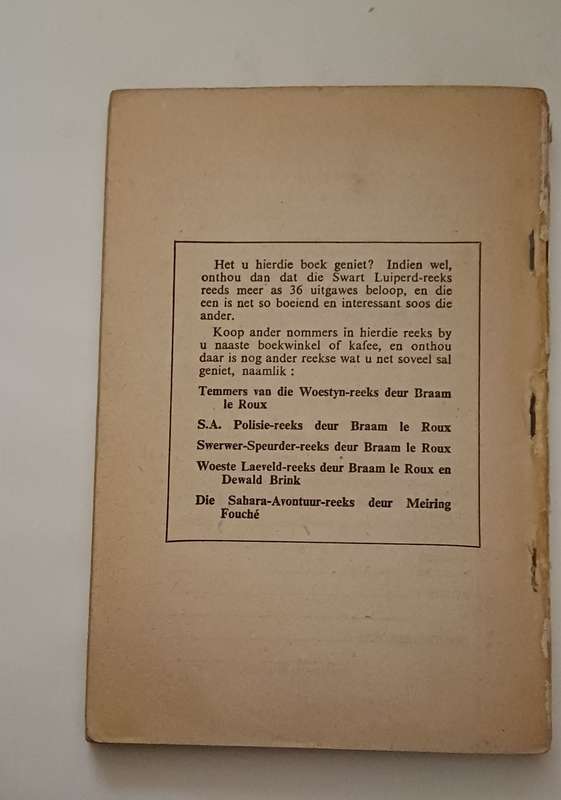 Het u hierdie boek geniet? Indien wel,
onthou dan dat die Swart Luiperd-reeks
reeds meer as 36 uitgawes beloop, en die
een is net so boeiend en interessant soos die
ander.
Koop ander nommers in hierdie reeks by
u naaste boekwinkel of kafee, en onthou
daar is nog ander reekse wat u net soveel sal
geniet, naamlik :
Temmers van die Woestyn-reeks deur Braam
le Roux
S.A. Polisie-reeks deur Braam le Roux
Swerwer-Speurder-reeks deur Braam le Roux
Woeste Laeveld-reeks deur Braam le Roux en
Dewald Brink
Die Sahara-Avontuur-reeks deur Meiring
Fouché